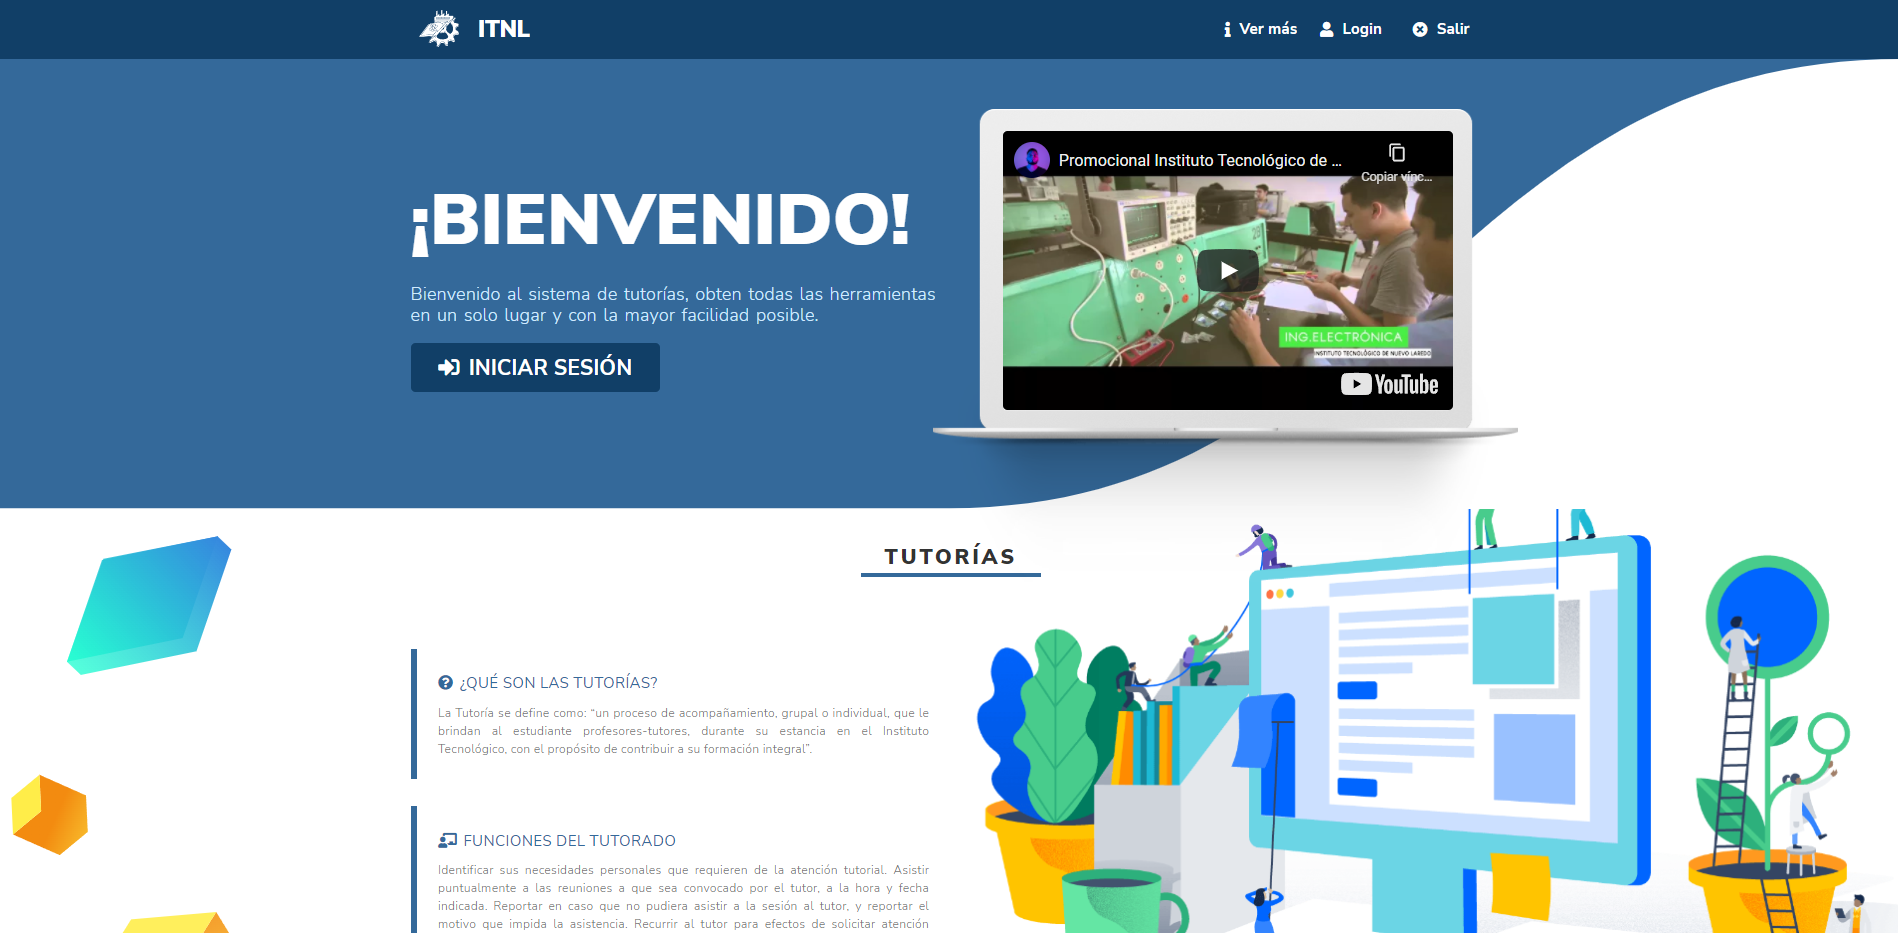 ITNL
Ver más
Login
Salir
¡BIENVENIDO!
Bienvenido al sistema de tutorías, obten todas las herramientas
en un solo lugar y con la mayor facilidad posible.
INICIAR SESIÓN
Promocional Instituto Tecnológico de ...
Copiar vínc...
28
ING.ELECTRÓNICA
INSTITUTO TECNOLÓGICO DE NUEVO LAREDO
YouTube
TUTORÍAS
¿QUÉ SON LAS TUTORÍAS?
La Tutoría se define como: “un proceso de acompañamiento, grupal o individual, que le
brindan al estudiante profesores-tutores, durante su estancia en el Instituto
Tecnológico, con el propósito de contribuir a su formación integral”.
FUNCIONES DEL TUTORADO
Identificar sus necesidades personales que requieren de la atención tutorial. Asistir
puntualmente a las reuniones a que sea convocado por el tutor, a la hora y fecha
indicada. Reportar en caso que no pudiera asistir a la sesión al tutor, y reportar el
motivo que impida la asistencia. Recurrir al tutor para efectos de solicitar atención